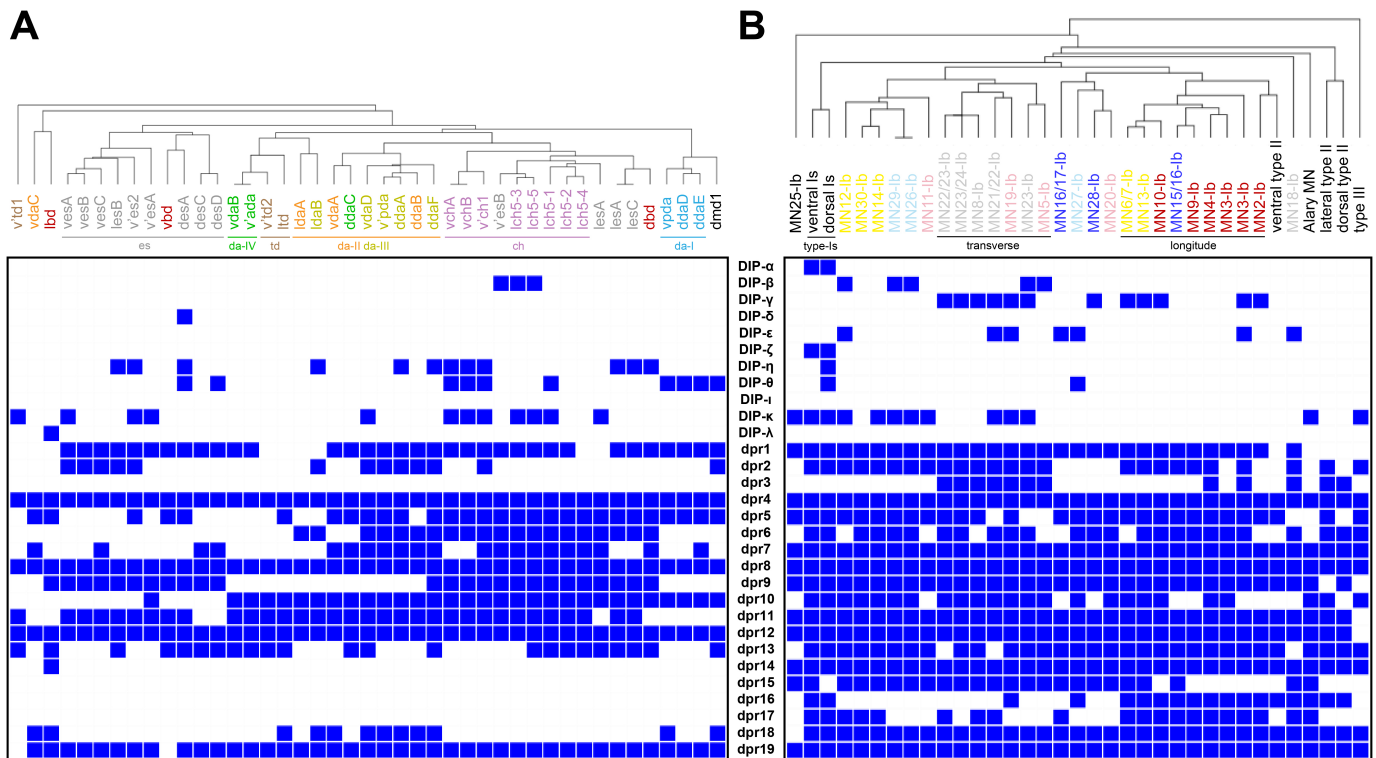 A
B
v'td1
vdaC
lbd
vesA
vesB
vesC
lesB
v'es2
v'esA
vbd
desA
desC
desD
vdaB
v'ada
v'td2
ltd
ldaA
ldaB
vdaA
ddaC
vdaD
v'pda
ddaA
ddaB
ddaF
vchA
vchB
v'ch1
v'esB
lch5-3
lch5-5
lch5-1
lch5-2
lch5-4
lesA
pesA
lesC
dbd
vpda
ddaD
ddaE
dmd1
es
da-IV
td
da-II da-III
ch
da-I
MN25-Ib
ventral Is
dorsal Is
MN12-Ib
MN30-Ib
MN14-Ib
MN29-Ib
MN26-Ib
MN11-Ib
MN22/23-Ib
MN23/24-Ib
MN8-Ib
MN21/22-Ib
MN19-Ib
MN23-Ib
MN5-Ib
MN16/17-Ib
MN27-Ib
MN28-Ib
MN20-Ib
MN6/7-Ib
MN13-Ib
MN10-Ib
MN15/16-Ib
MN9-Ib
MN4-Ib
MN3-Ib
MN3-Ib
MN2-Ib
ventral type II
MN18-Ib
Alary MN
lateral type II
dorsal type II
type III
type-Is
transverse
longitude
DIP-α
DIP-β
DIP-γ
DIP-δ
DIP-ε
DIP-ζ
DIP-η
DIP-θ
DIP-ι
DIP-κ
DIP-λ
dpr1
dpr2
dpr3
dpr4
dpr5
dpr6
dpr7
dpr8
dpr9
dpr10
dpr11
dpr12
dpr13
dpr14
dpr15
dpr16
dpr17
dpr18
dpr19